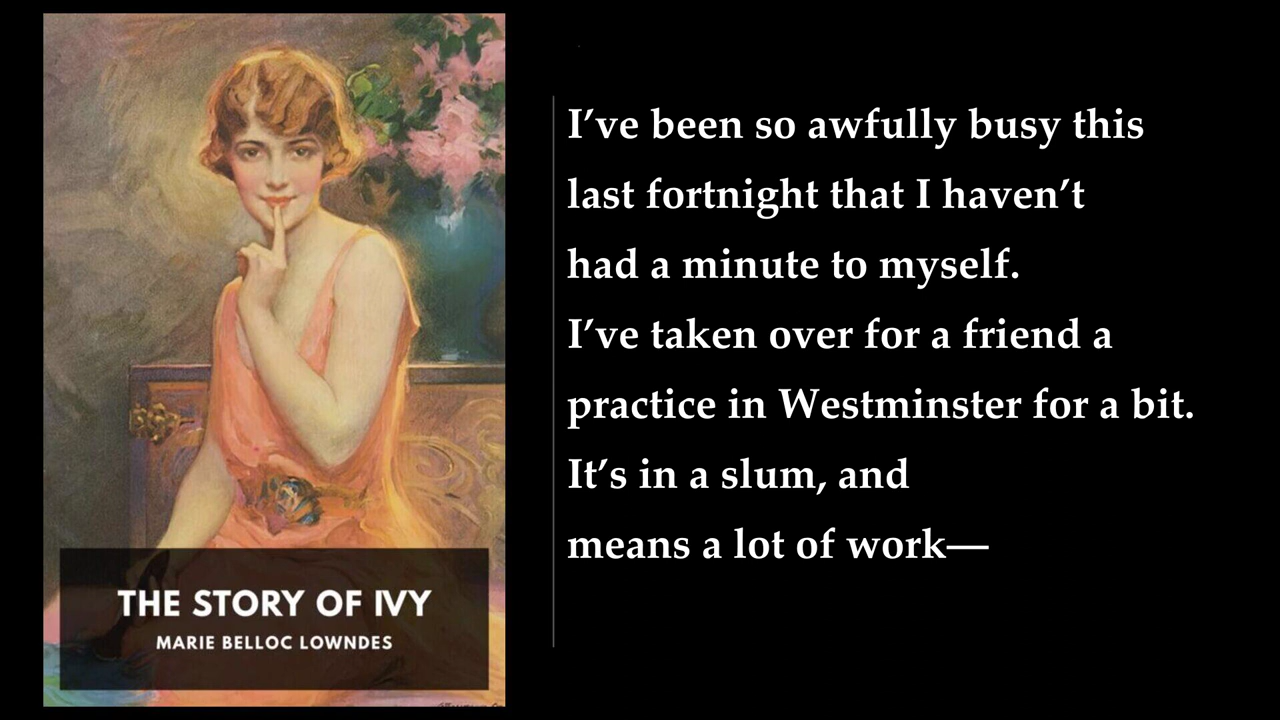 THE STORY OF IVY
MARIE BELLOC LOWNDES
I’ve been so awfully busy this
last fortnight that I haven’t
had a minute to myself.
I’ve taken over for a friend a
practice in Westminster for a bit.
It’s in a slum, and
means a lot of work—